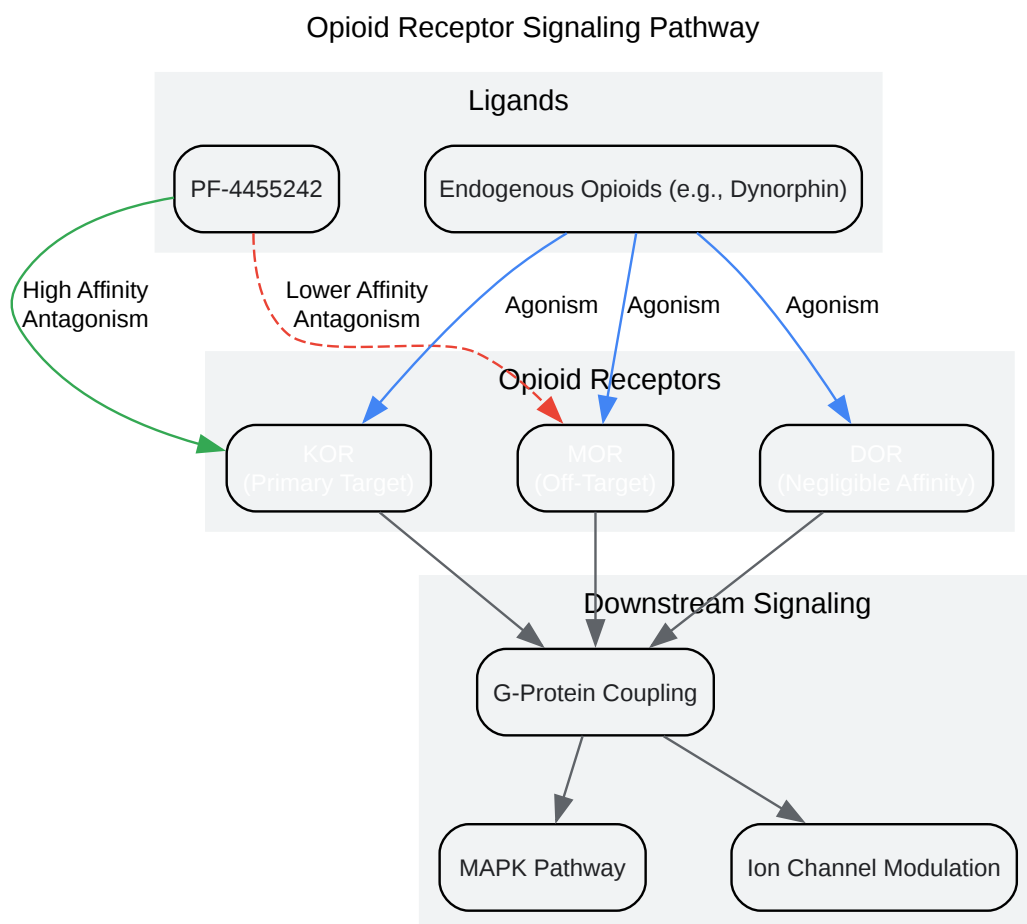 Opioid Receptor Signaling Pathway
Ligands
PF-4455242
Endogenous Opioids (e.g., Dynorphin)
High Affinity
Antagonism
Lower Affinity
Antagonism
Agonism
Agonism
Agonism
Opioid Receptors
KOR
(Primary Target)
MOR
(Off-Target)
DOR
(Negligible Affinity)
Downstream Signaling
G-Protein Coupling
MAPK Pathway
Ion Channel Modulation